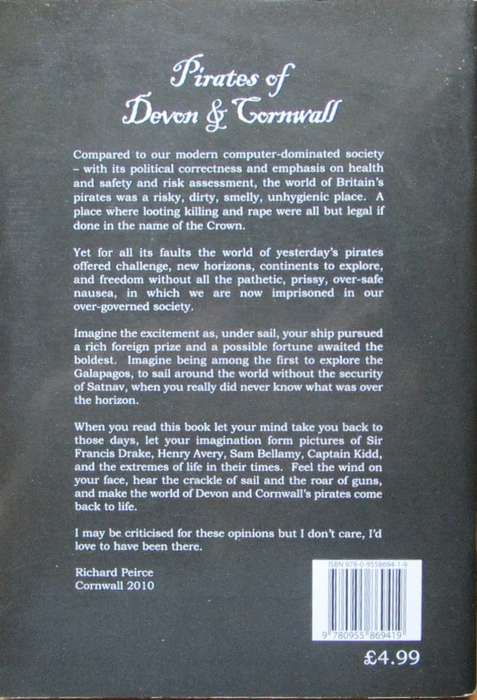 Pirates of
Devon & Cornwall
Compared to our modern computer-dominated society
– with its political correctness and emphasis on health
and safety and risk assessment, the world of Britain's
pirates was a risky, dirty, smelly, unhygienic place. A
place where looting killing and rape were all but legal if
done in the name of the Crown.
Yet for all its faults the world of yesterday's pirates
offered challenge, new horizons, continents to explore,
and freedom without all the pathetic, prissy, over-safe
nausea, in which we are now imprisoned in our
over-governed society.
Imagine the excitement as, under sail, your ship pursued
a rich foreign prize and a possible fortune awaited the
boldest. Imagine being among the first to explore the
Galapagos, to sail around the world without the security
of Satnav, when you really did never know what was over
the horizon.
When you read this book let your mind take you back to
those days, let your imagination form pictures of Sir
Francis Drake, Henry Avery, Sam Bellamy, Captain Kidd,
and the extremes of life in their times. Feel the wind on
your face, hear the crackle of sail and the roar of guns,
and make the world of Devon and Cornwall's pirates come
back to life.
I may be criticised for these opinions but I don't care, I'd
love to have been there.
Richard Peirce
Cornwall 2010
ISBN 978-0-9558694-1-9
9 780955 869419
£4.99